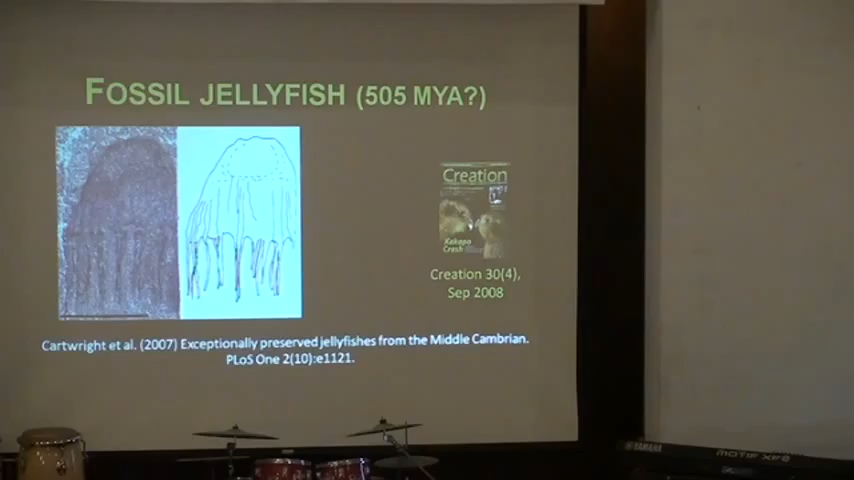 FOSSIL JELLYFISH (505 MYA?)
Creation
Kakapo
Crash
Creation 30(4),
Sep 2008
Cartwright et al. (2007) Exceptionally preserved jellyfishes from the Middle Cambrian.
PLoS One 2(10):e1121.
YAMAHA
MOTIF XF8